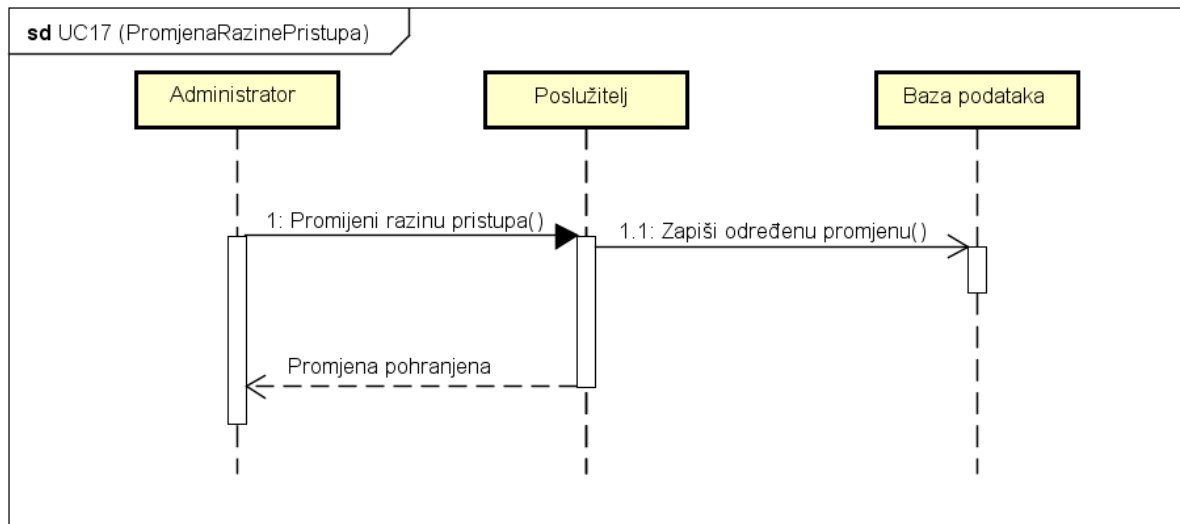 sd UC17 (PromjenaRazinePristupa)
Administrator
Poslužitelj
Baza podataka
1: Promijeni razinu pristupa()
1.1: Zapiši određenu promjenu()
Promjena pohranjena